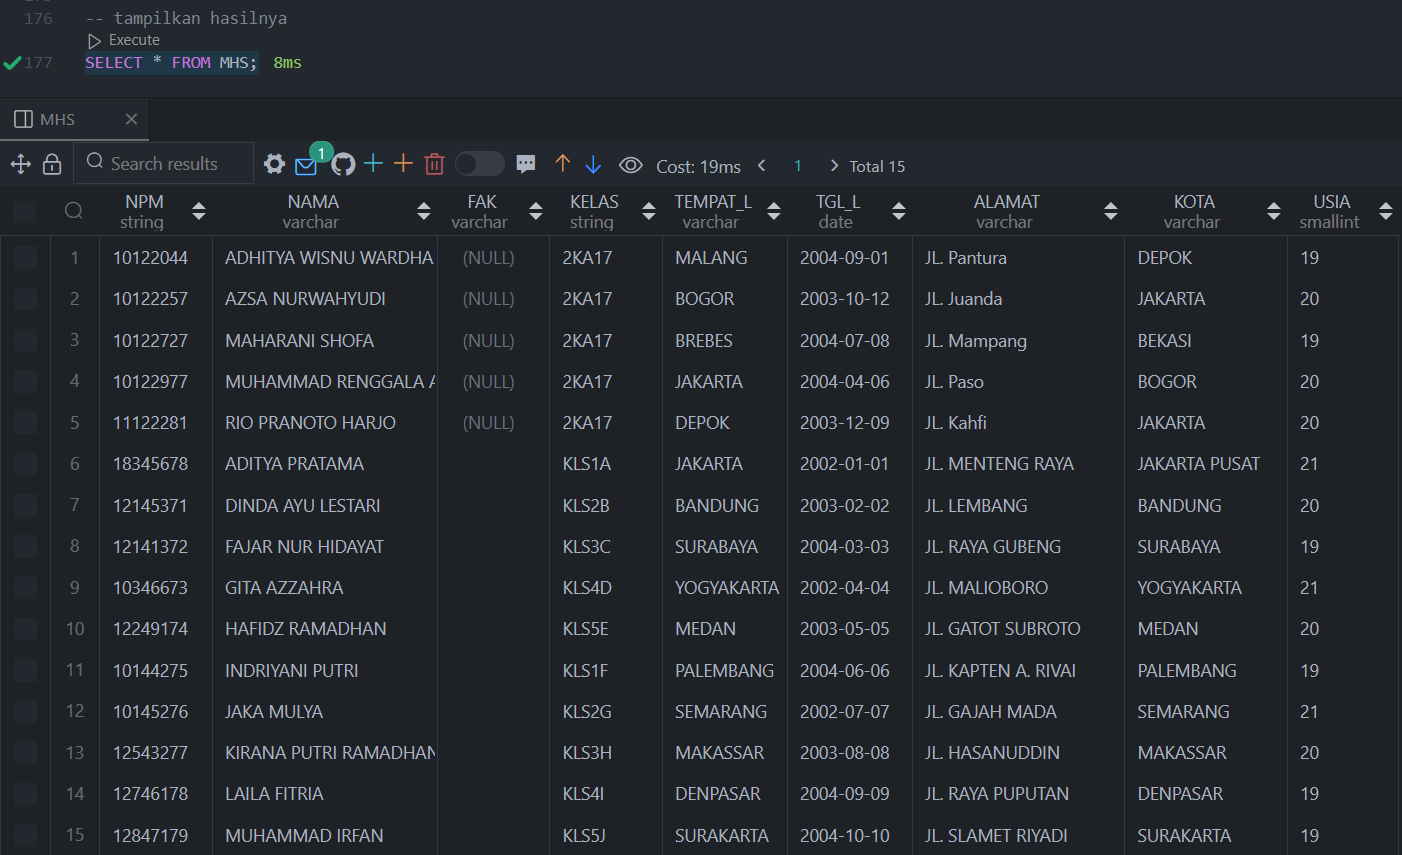 176 -- tampilkan hasilnya
Execute
177 SELECT * FROM MHS; 8ms
MHS
Search results 1 Cost: 19ms 1 Total 15
NPM NAMA FAK KELAS TEMPAT_L TGL_L ALAMAT KOTA USIA
string varchar varchar string varchar date varchar varchar smallint
1 10122044 ADHITYA WISNU WARDHA (NULL) 2KA17 MALANG 2004-09-01 JL. Pantura DEPOK 19
2 10122257 AZSA NURWAHYUDI (NULL) 2KA17 BOGOR 2003-10-12 JL. Juanda JAKARTA 20
3 10122727 MAHARANI SHOFA (NULL) 2KA17 BREBES 2004-07-08 JL. Mampang BEKASI 19
4 10122977 MUHAMMAD RENGGALA A (NULL) 2KA17 JAKARTA 2004-04-06 JL. Paso BOGOR 20
5 11122281 RIO PRANOTO HARJO (NULL) 2KA17 DEPOK 2003-12-09 JL. Kahfi JAKARTA 20
6 18345678 ADITYA PRATAMA KLS1A JAKARTA 2002-01-01 JL. MENTENG RAYA JAKARTA PUSAT 21
7 12145371 DINDA AYU LESTARI KLS2B BANDUNG 2003-02-02 JL. LEMBANG BANDUNG 20
8 12141372 FAJAR NUR HIDAYAT KLS3C SURABAYA 2004-03-03 JL. RAYA GUBENG SURABAYA 19
9 10346673 GITA AZZAHRA KLS4D YOGYAKARTA 2002-04-04 JL. MALIOBORO YOGYAKARTA 21
10 12249174 HAFIDZ RAMADHAN KLS5E MEDAN 2003-05-05 JL. GATOT SUBROTO MEDAN 20
11 10144275 INDRIYANI PUTRI KLS1F PALEMBANG 2004-06-06 JL. KAPTEN A. RIVAI PALEMBANG 19
12 10145276 JAKA MULYA KLS2G SEMARANG 2002-07-07 JL. GAJAH MADA SEMARANG 21
13 12543277 KIRANA PUTRI RAMADHAN KLS3H MAKASSAR 2003-08-08 JL. HASANUDDIN MAKASSAR 20
14 12746178 LAILA FITRIA KLS4I DENPASAR 2004-09-09 JL. RAYA PUPUTAN DENPASAR 19
15 12847179 MUHAMMAD IRFAN KLS5J SURAKARTA 2004-10-10 JL. SLAMET RIYADI SURAKARTA 19